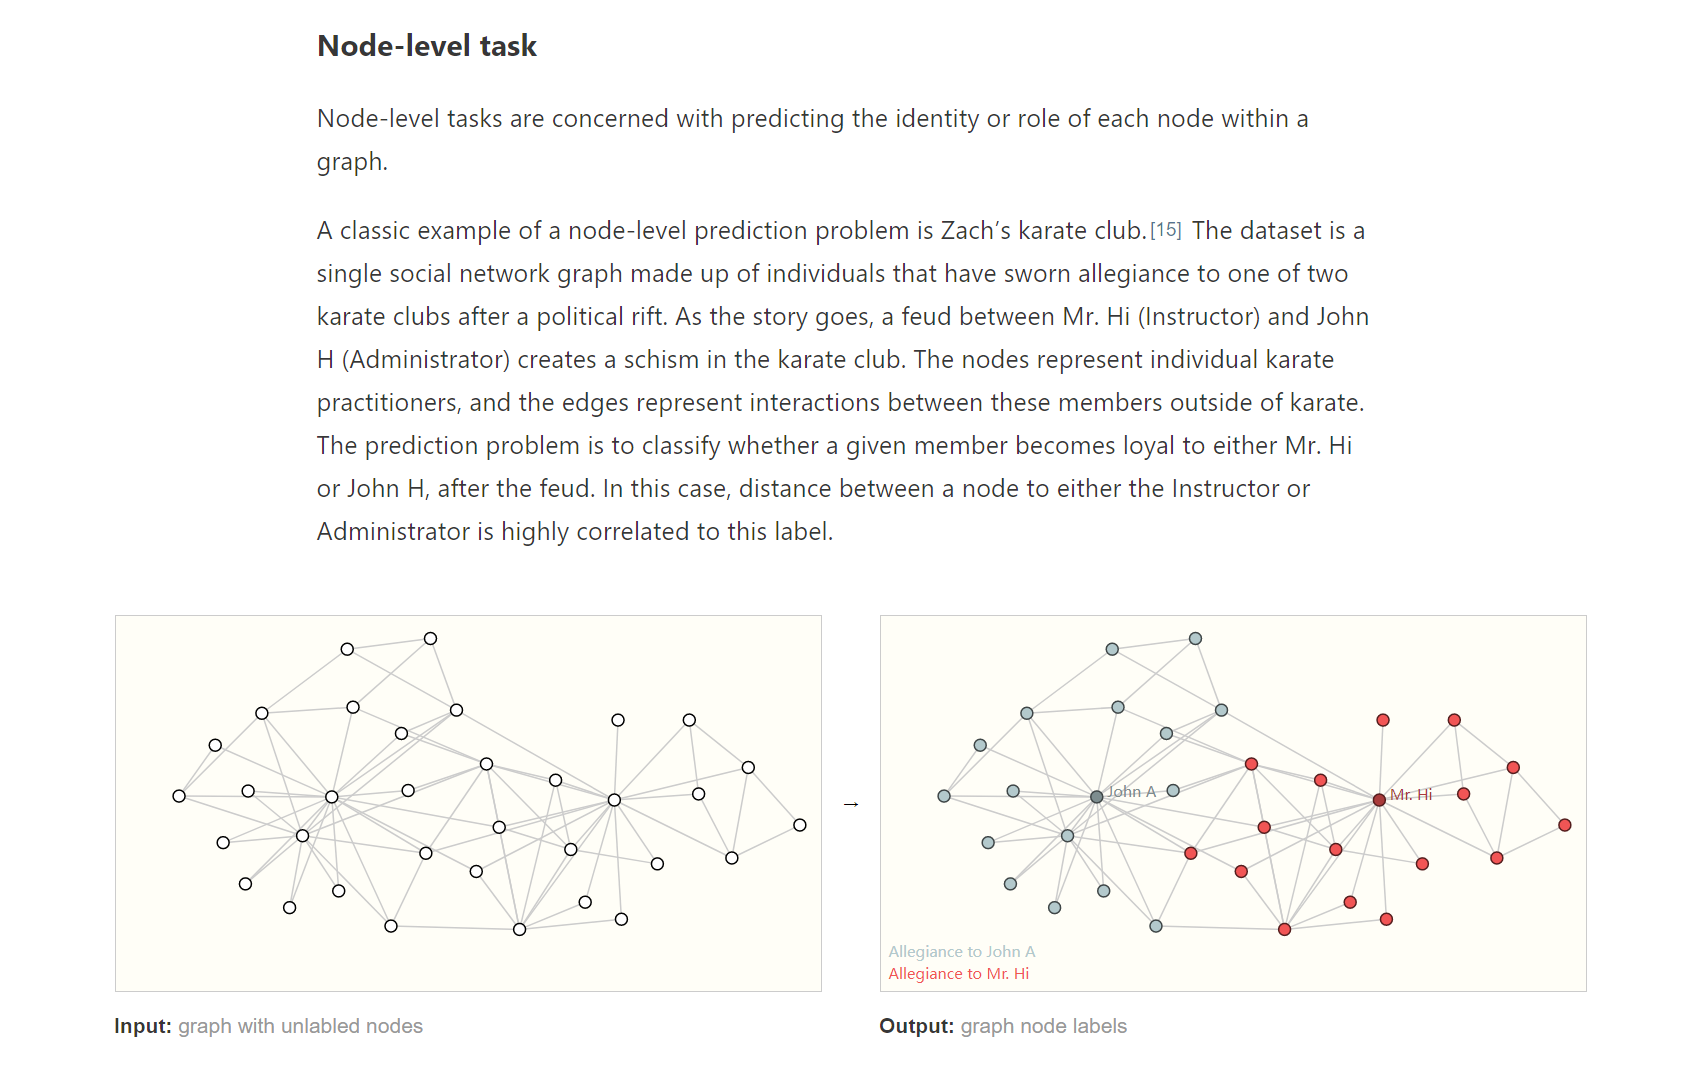 Node-level task
Node-level tasks are concerned with predicting the identity or role of each node within a
graph.
A classic example of a node-level prediction problem is Zach’s karate club.[15] The dataset is a
single social network graph made up of individuals that have sworn allegiance to one of two
karate clubs after a political rift. As the story goes, a feud between Mr. Hi (Instructor) and John
H (Administrator) creates a schism in the karate club. The nodes represent individual karate
practitioners, and the edges represent interactions between these members outside of karate.
The prediction problem is to classify whether a given member becomes loyal to either Mr. Hi
or John H, after the feud. In this case, distance between a node to either the Instructor or
Administrator is highly correlated to this label.
→
John A
Mr. Hi
Allegiance to John A
Allegiance to Mr. Hi
Input: graph with unlabled nodes
Output: graph node labels